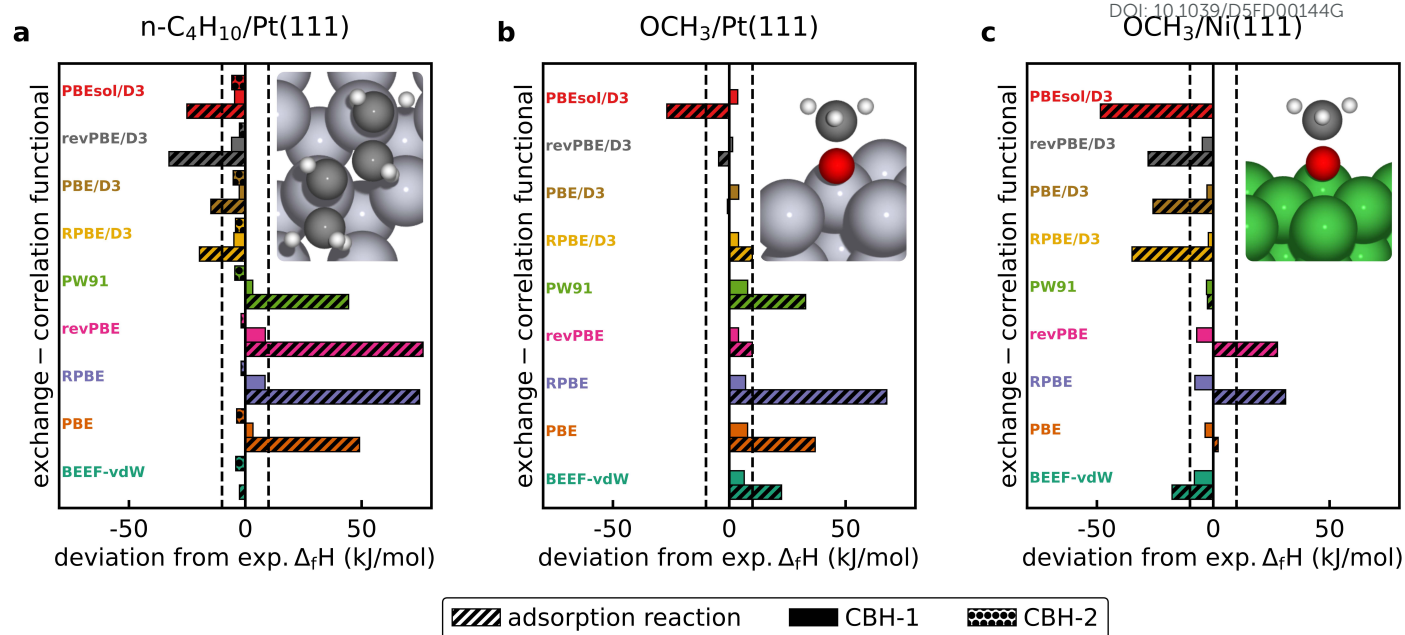 DOI: 10.1039/D5FD00144G
a
n-C₄H₁₀/Pt(111)
exchange − correlation functional
PBEsol/D3
revPBE/D3
PBE/D3
RPBE/D3
PW91
revPBE
RPBE
PBE
BEEF-vdW
-50 0 50
deviation from exp. Δ_fH (kJ/mol)
b
OCH₃/Pt(111)
exchange − correlation functional
PBEsol/D3
revPBE/D3
PBE/D3
RPBE/D3
PW91
revPBE
RPBE
PBE
BEEF-vdW
-50 0 50
deviation from exp. Δ_fH (kJ/mol)
c
OCH₃/Ni(111)
exchange − correlation functional
PBEsol/D3
revPBE/D3
PBE/D3
RPBE/D3
PW91
revPBE
RPBE
PBE
BEEF-vdW
-50 0 50
deviation from exp. Δ_fH (kJ/mol)
adsorption reaction CBH-1 CBH-2